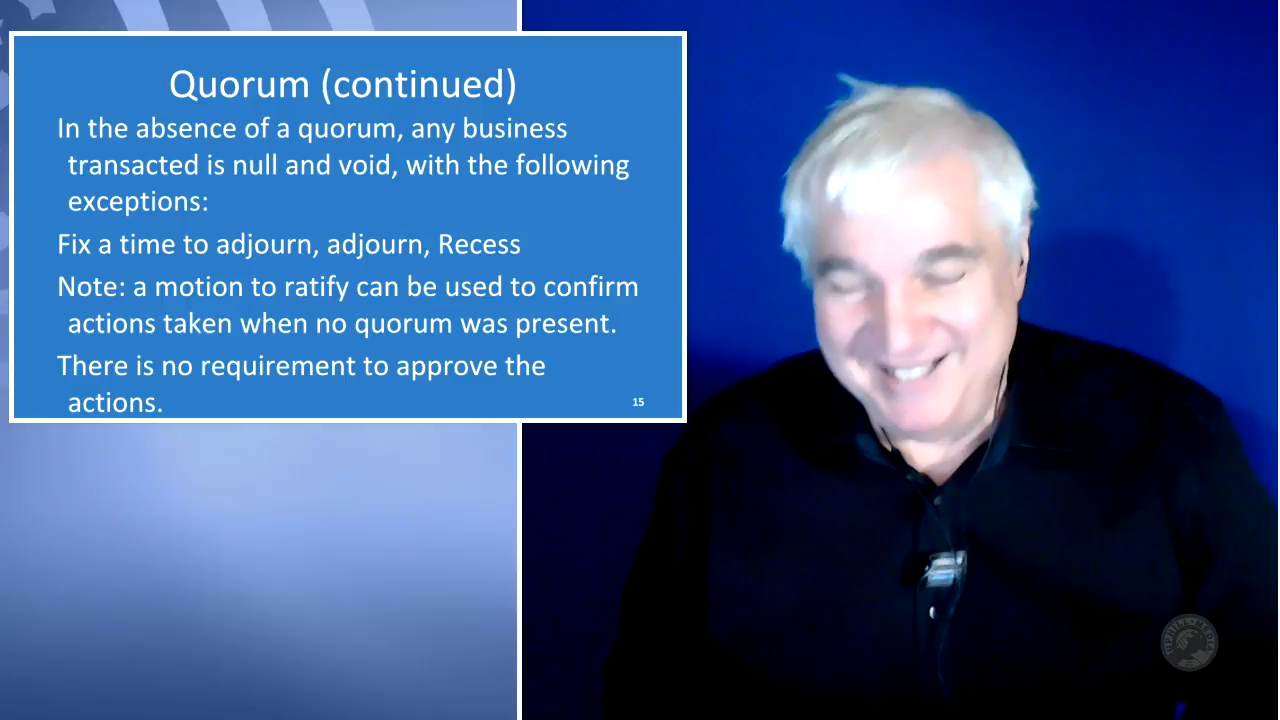 Quorum (continued)
In the absence of a quorum, any business
transacted is null and void, with the following
exceptions:
Fix a time to adjourn, adjourn, Recess
Note: a motion to ratify can be used to confirm
actions taken when no quorum was present.
There is no requirement to approve the
actions.
15